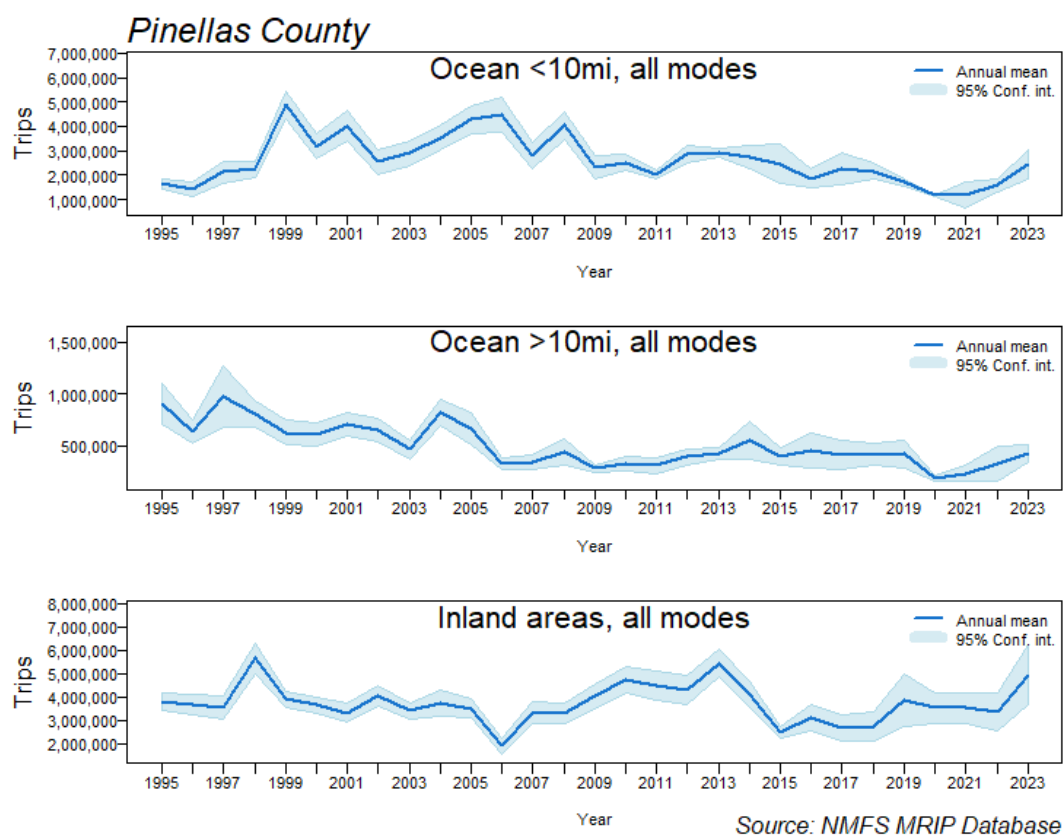 Pinellas County
Ocean <10mi, all modes
Annual mean
95% Conf. int.
Trips
7,000,000
6,000,000
5,000,000
4,000,000
3,000,000
2,000,000
1,000,000
1995 1997 1999 2001 2003 2005 2007 2009 2011 2013 2015 2017 2019 2021 2023
Year
Ocean >10mi, all modes
Annual mean
95% Conf. int.
Trips
1,500,000
1,000,000
500,000
1995 1997 1999 2001 2003 2005 2007 2009 2011 2013 2015 2017 2019 2021 2023
Year
Inland areas, all modes
Annual mean
95% Conf. int.
Trips
8,000,000
7,000,000
6,000,000
5,000,000
4,000,000
3,000,000
2,000,000
1995 1997 1999 2001 2003 2005 2007 2009 2011 2013 2015 2017 2019 2021 2023
Year
Source: NMFS MRIP Database